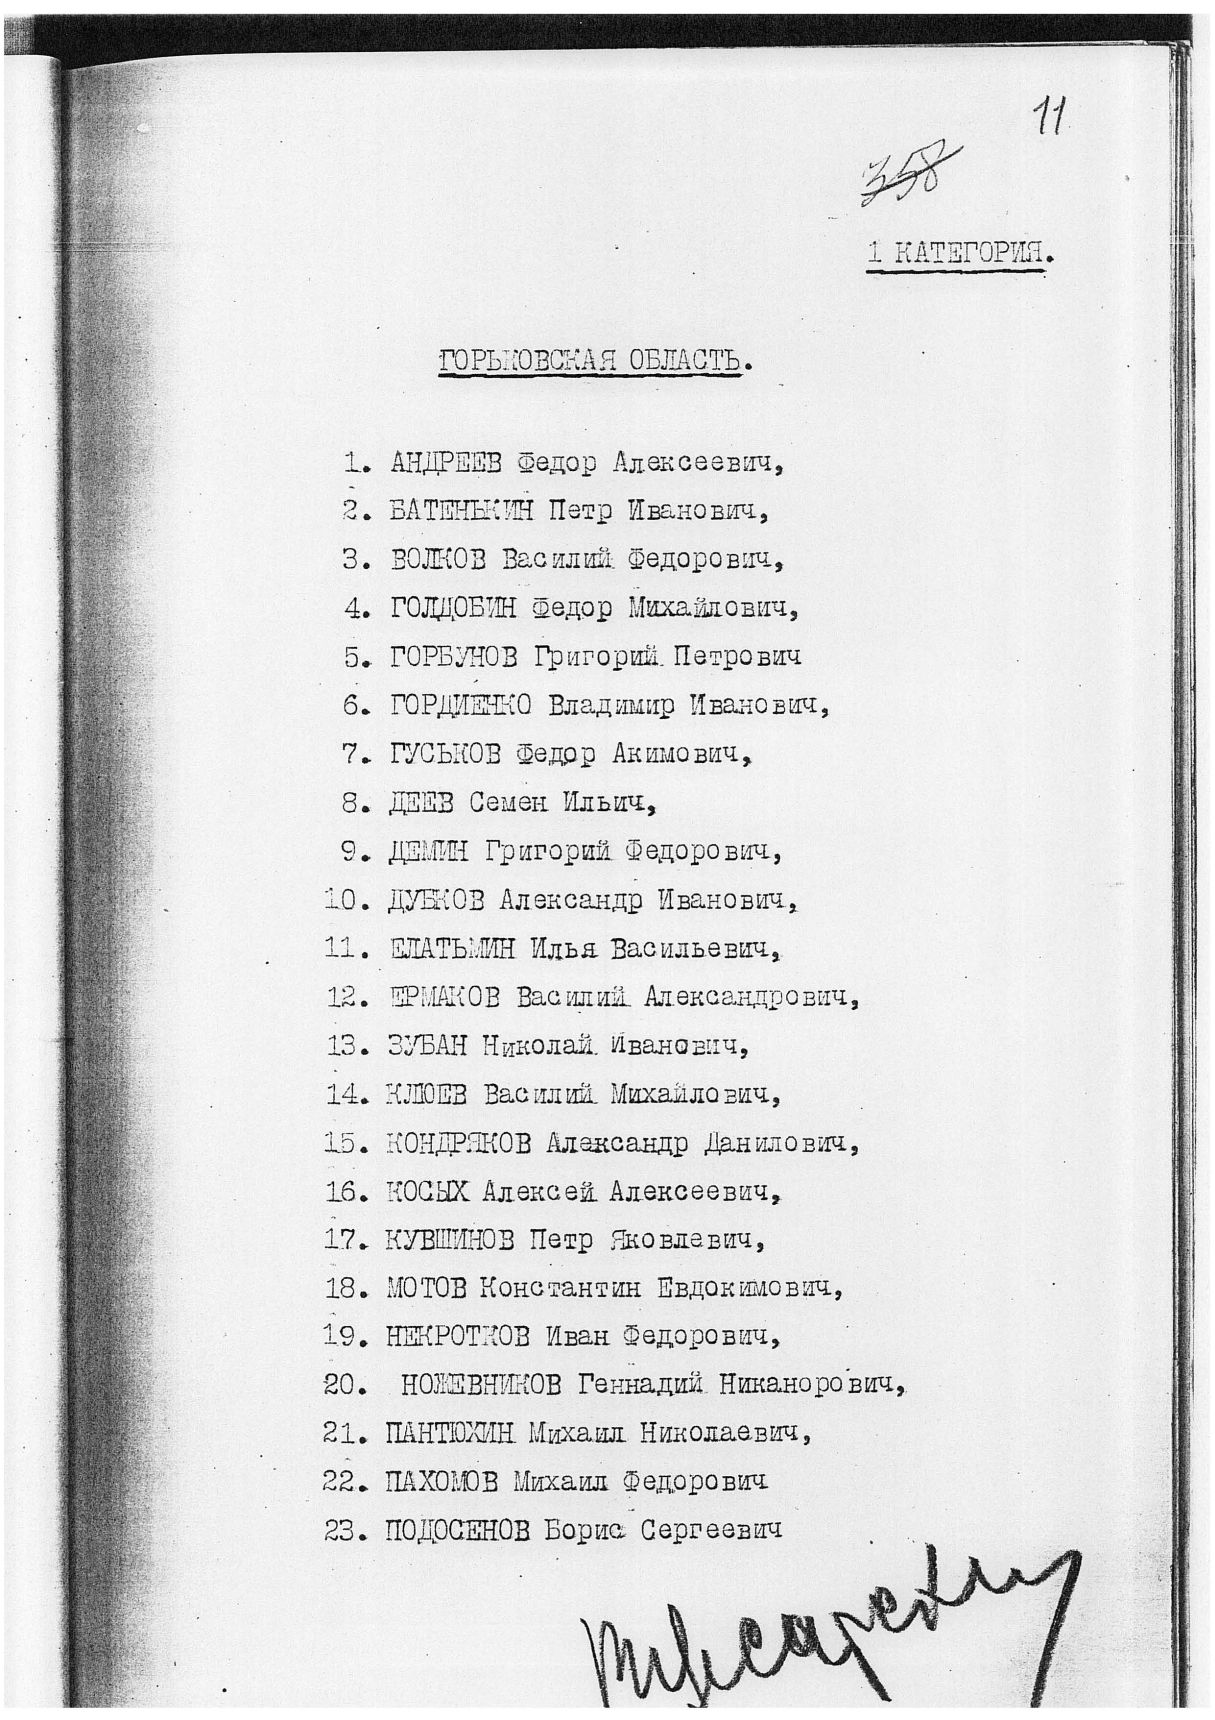 11
358
1 КАТЕГОРИЯ.
ГОРЬКОВСКАЯ ОБЛАСТЬ.
1. АНДРЕЕВ Федор Алексеевич,
2. БАТЕНЬКИН Петр Иванович,
3. ВОЛКОВ Василий Федорович,
4. ГОЛДОБИН Федор Михайлович,
5. ГОРБУНОВ Григорий Петрович
6. ГОРДИЕНКО Владимир Иванович,
7. ГУСЬКОВ Федор Акимович,
8. ДЕЕВ Семен Ильич,
9. ДЕМИН Григорий Федорович,
10. ДУБКОВ Александр Иванович,
11. ЕЛАТЬМИН Илья Васильевич,
12. ЕРМАКОВ Василий Александрович,
13. ЗУБАН Николай Иванович,
14. КЛЮЕВ Василий Михайлович,
15. КОНДРЯКОВ Александр Данилович,
16. КОСЫХ Алексей Алексеевич,
17. КУВШИНОВ Петр Яковлевич,
18. МОТОВ Константин Евдокимович,
19. НЕКРОТКОВ Иван Федорович,
20. НОЖЕВНИКОВ Геннадий Никанорович,
21. ПАНТЮХИН Михаил Николаевич,
22. ПАХОМОВ Михаил Федорович
23. ПОДОСЕНОВ Борис Сергеевич